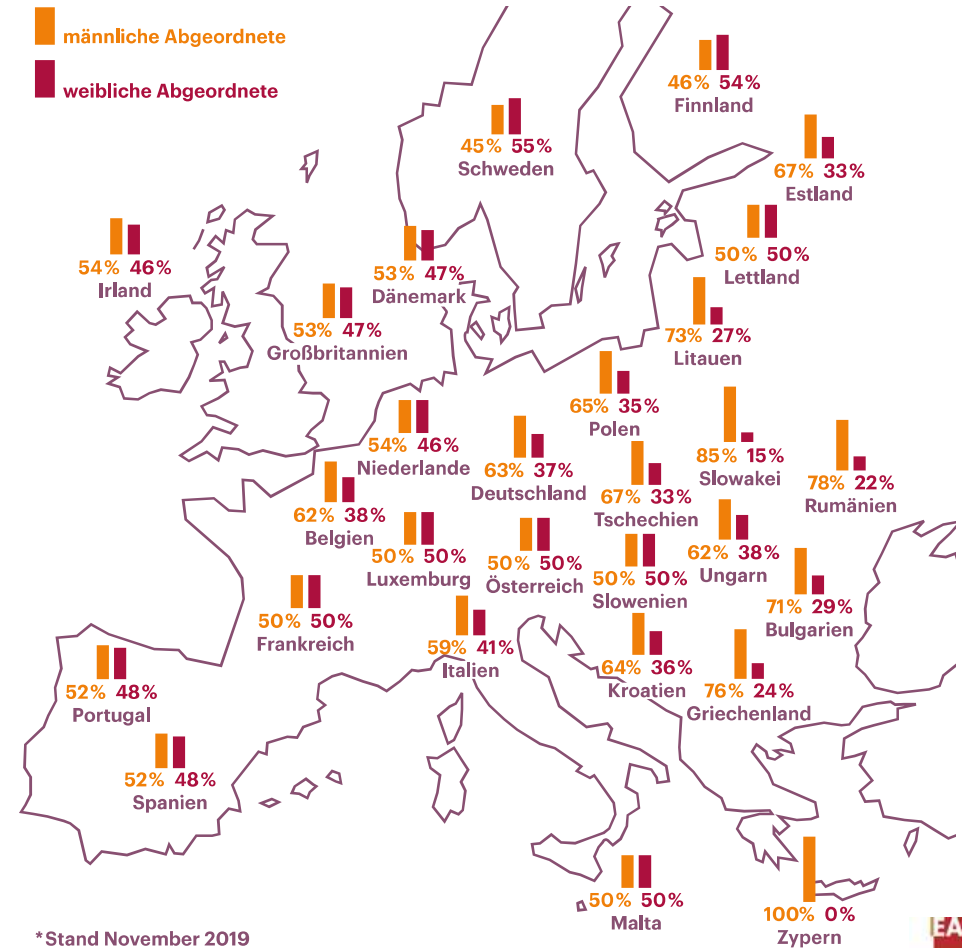 männliche Abgeordnete
weibliche Abgeordnete
46% 54%
Finnland
45% 55%
Schweden
67% 33%
Estland
50% 50%
Lettland
54% 46%
Irland
53% 47%
Dänemark
53% 47%
Großbritannien
73% 27%
Litauen
65% 35%
Polen
54% 46%
Niederlande
63% 37%
Deutschland
85% 15%
Slowakei
78% 22%
Rumänien
67% 33%
Tschechien
62% 38%
Belgien
50% 50%
Luxemburg
50% 50%
Österreich
50% 50%
Slowenien
62% 38%
Ungarn
71% 29%
Bulgarien
50% 50%
Frankreich
59% 41%
Italien
64% 36%
Kroatien
76% 24%
Griechenland
52% 48%
Portugal
52% 48%
Spanien
50% 50%
Malta
100% 0%
Zypern
*Stand November 2019
EA